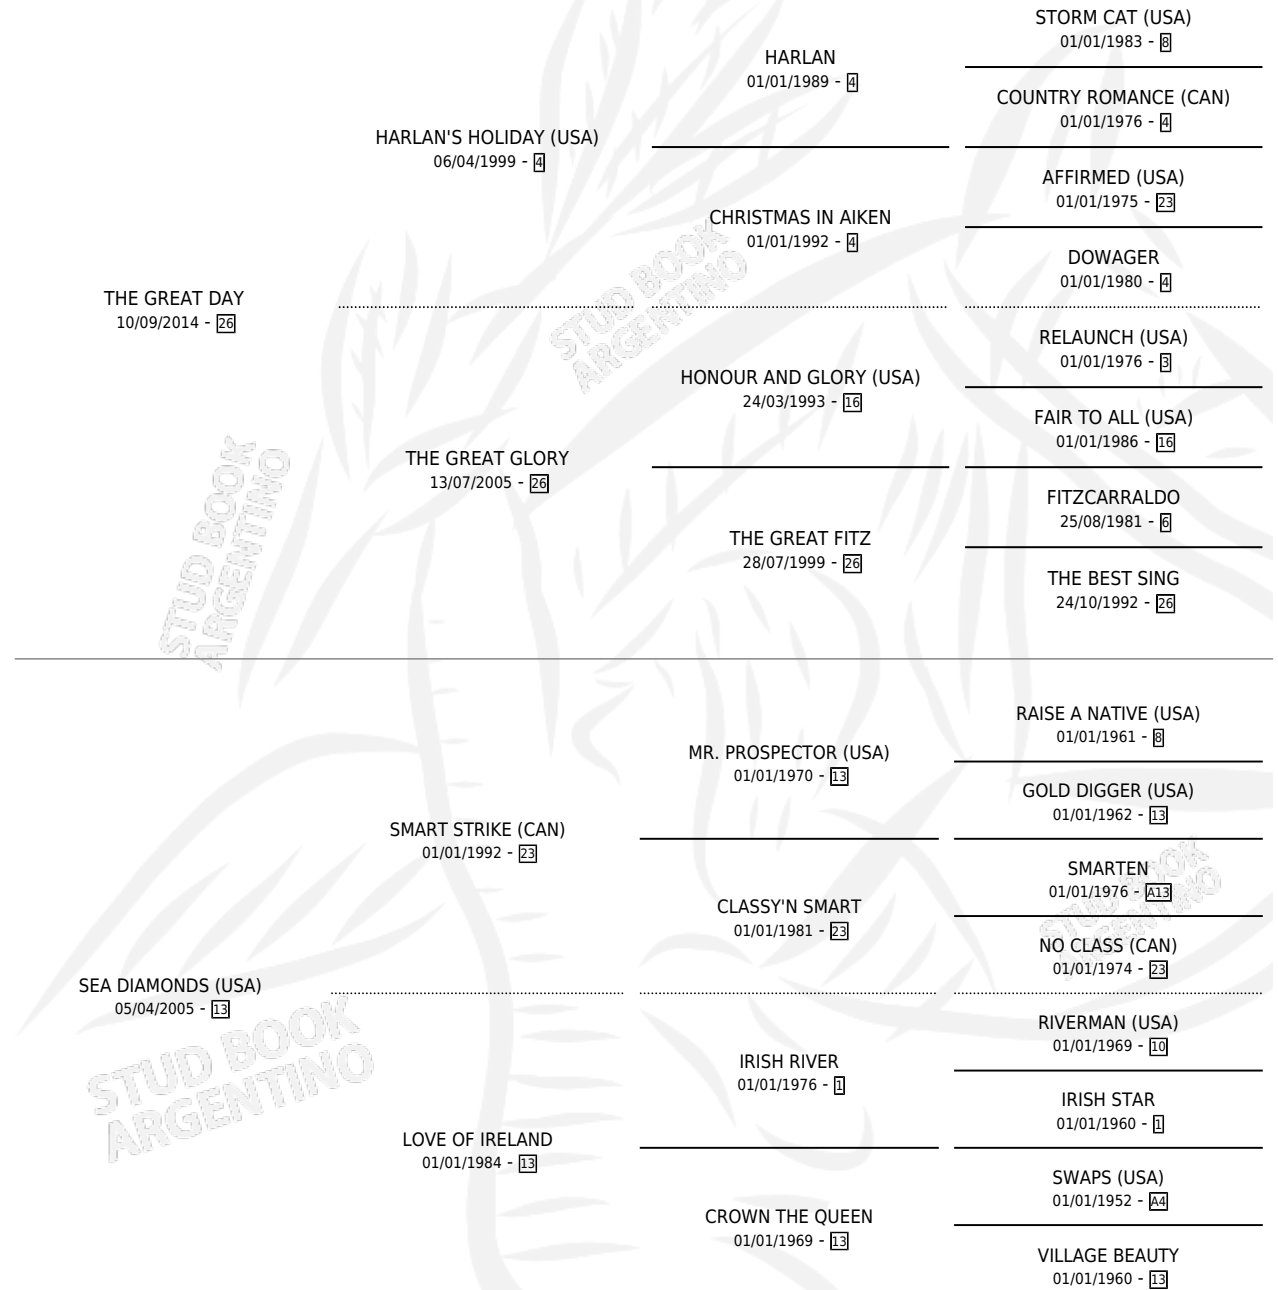 STORM CAT (USA)
01/01/1983 - 8
HARLAN
01/01/1989 - 4
COUNTRY ROMANCE (CAN)
01/01/1976 - 4
HARLAN'S HOLIDAY (USA)
06/04/1999 - 4
AFFIRMED (USA)
01/01/1975 - 23
CHRISTMAS IN AIKEN
01/01/1992 - 4
DOWAGER
01/01/1980 - 4
THE GREAT DAY
10/09/2014 - 26
RELAUNCH (USA)
01/01/1976 - 3
HONOUR AND GLORY (USA)
24/03/1993 - 16
FAIR TO ALL (USA)
01/01/1986 - 16
THE GREAT GLORY
13/07/2005 - 26
FITZCARRALDO
25/08/1981 - 6
THE GREAT FITZ
28/07/1999 - 26
THE BEST SING
24/10/1992 - 26
STUD BOOK
ARGENTINO
STUD BOOK
ARGENTINO
RAISE A NATIVE (USA)
01/01/1961 - 8
MR. PROSPECTOR (USA)
01/01/1970 - 13
GOLD DIGGER (USA)
01/01/1962 - 13
SMART STRIKE (CAN)
01/01/1992 - 23
SMARTEN
01/01/1976 - A13
CLASSY'N SMART
01/01/1981 - 23
NO CLASS (CAN)
01/01/1974 - 23
SEA DIAMONDS (USA)
05/04/2005 - 13
RIVERMAN (USA)
01/01/1969 - 10
IRISH RIVER
01/01/1976 - 1
IRISH STAR
01/01/1960 - 1
LOVE OF IRELAND
01/01/1984 - 13
SWAPS (USA)
01/01/1952 - A4
CROWN THE QUEEN
01/01/1969 - 13
VILLAGE BEAUTY
01/01/1960 - 13
STUD BOOK
ARGENTINO
STUD BOOK
ARGENTINO